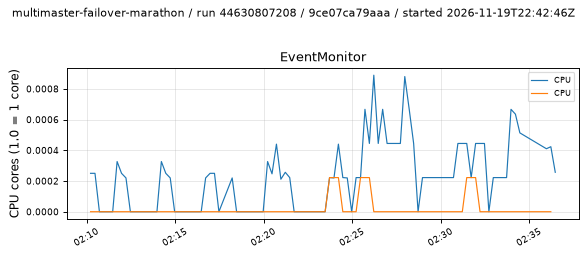 multimaster-failover-marathon / run 44630807208 / 9ce07ca79aaa / started 2026-11-19T22:42:46Z
EventMonitor
CPU cores (1.0 = 1 core)
0.0008
0.0006
0.0004
0.0002
0.0000
CPU
CPU
02:10
02:15
02:20
02:25
02:30
02:35